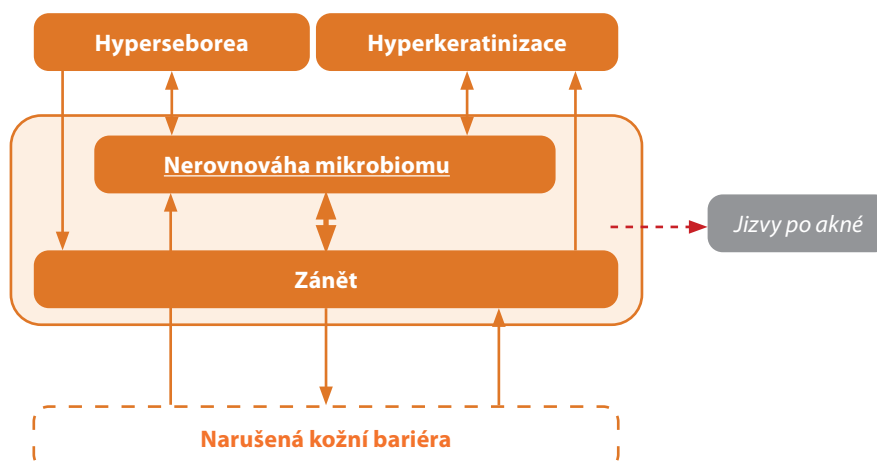 Hyperseborea
Hyperkeratinizace
Nerovnováha mikrobiomu
Jizvy po akné
Zánět
Narušená kožní bariéra